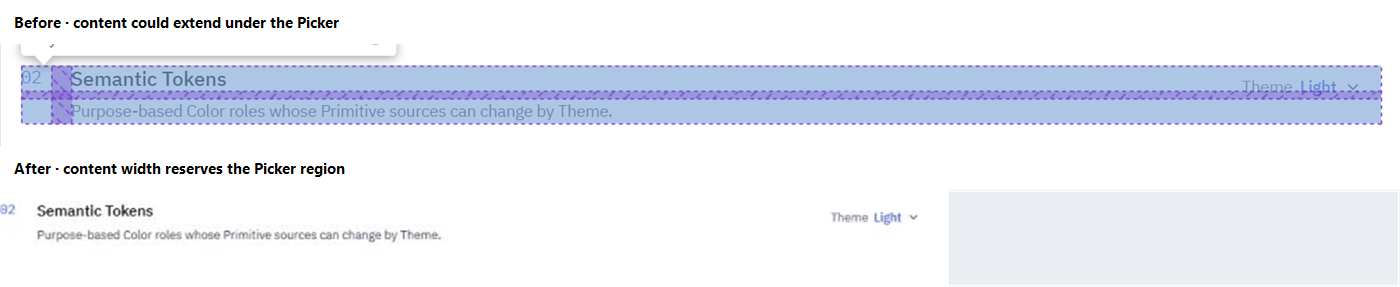 Before · content could extend under the Picker
02 Semantic Tokens
Theme Light
Purpose-based Color roles whose Primitive sources can change by Theme.
After · content width reserves the Picker region
02 Semantic Tokens
Theme Light
Purpose-based Color roles whose Primitive sources can change by Theme.